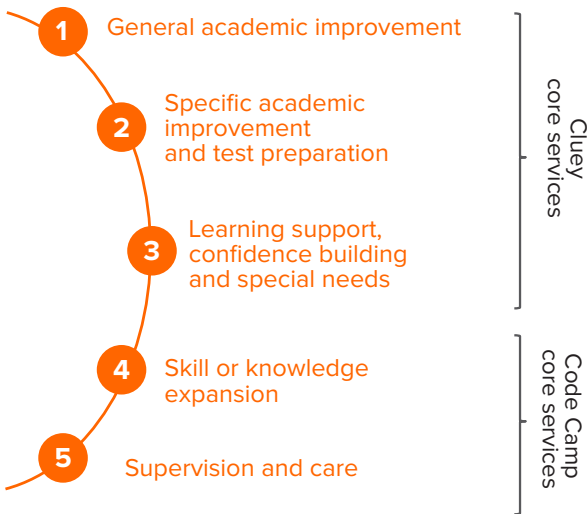 1
General academic improvement
2
Specific academic
improvement
and test preparation
3
Learning support,
confidence building
and special needs
Cluey
core services
4
Skill or knowledge
expansion
5
Supervision and care
Code Camp
core services